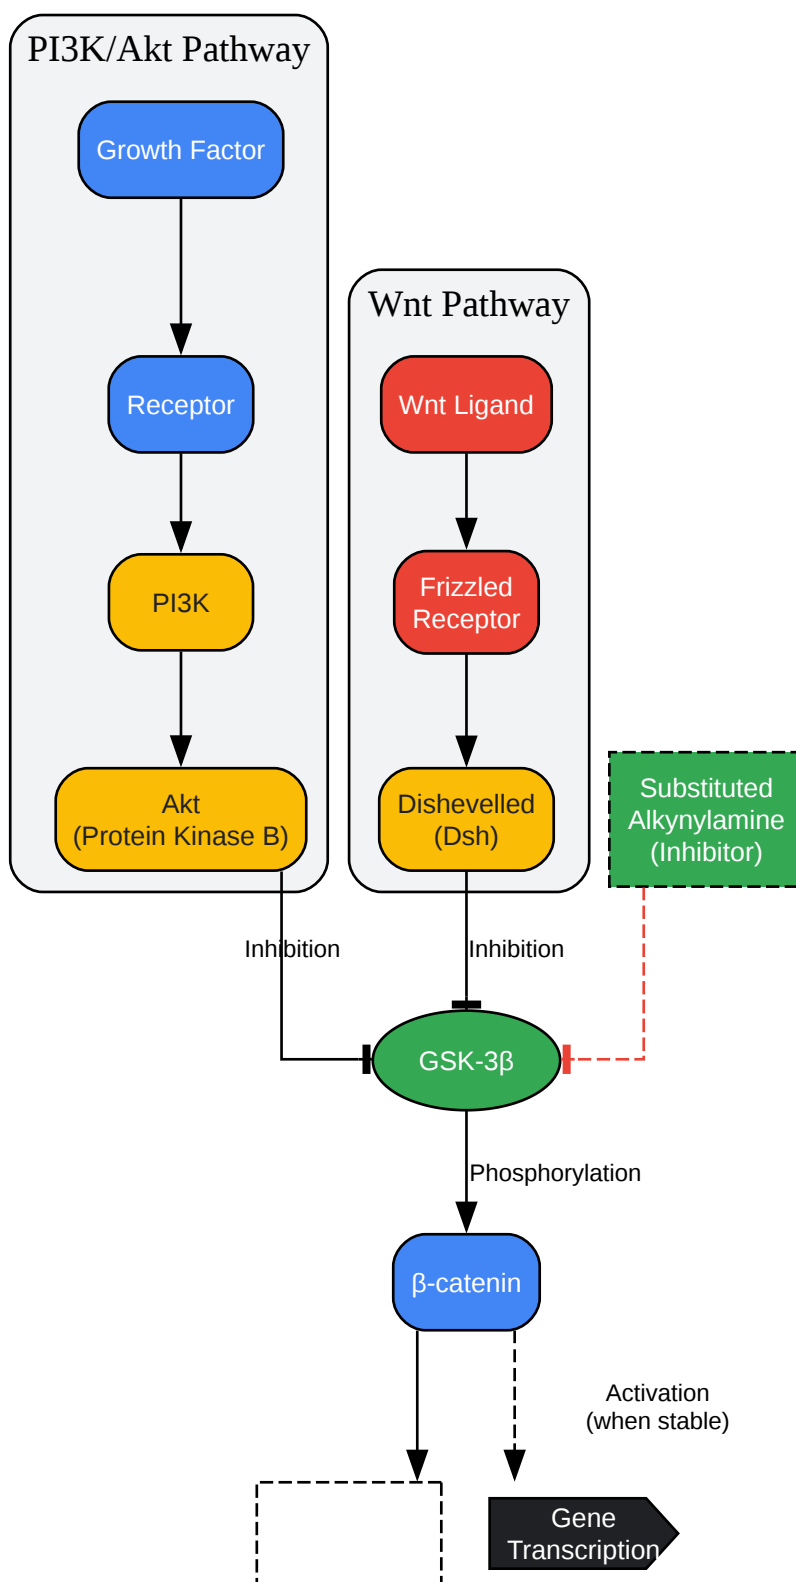 PI3K/Akt Pathway
Growth Factor
Wnt Pathway
Receptor
Wnt Ligand
PI3K
Frizzled
Receptor
Akt
(Protein Kinase B)
Dishevelled
(Dsh)
Substituted
Alkynylamine
(Inhibitor)
Inhibition
Inhibition
GSK-3β
Phosphorylation
β-catenin
Activation
(when stable)
Gene
Transcription